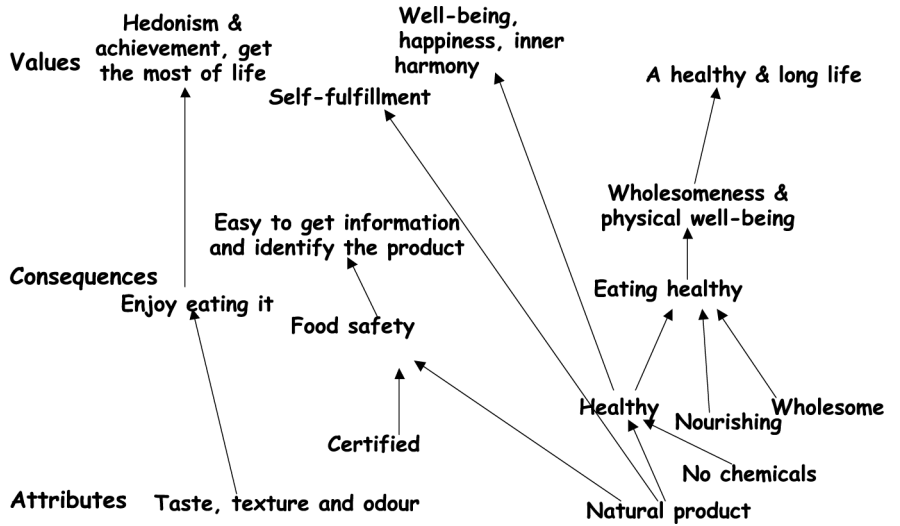 Hedonism &
achievement, get
the most of life
Values
Well-being,
happiness, inner
harmony
Self-fulfillment
A healthy & long life
Wholesomeness &
physical well-being
Easy to get information
and identify the product
Consequences
Enjoy eating it
Food safety
Eating healthy
Healthy
Nourishing
Wholesome
Certified
No chemicals
Attributes
Taste, texture and odour
Natural product